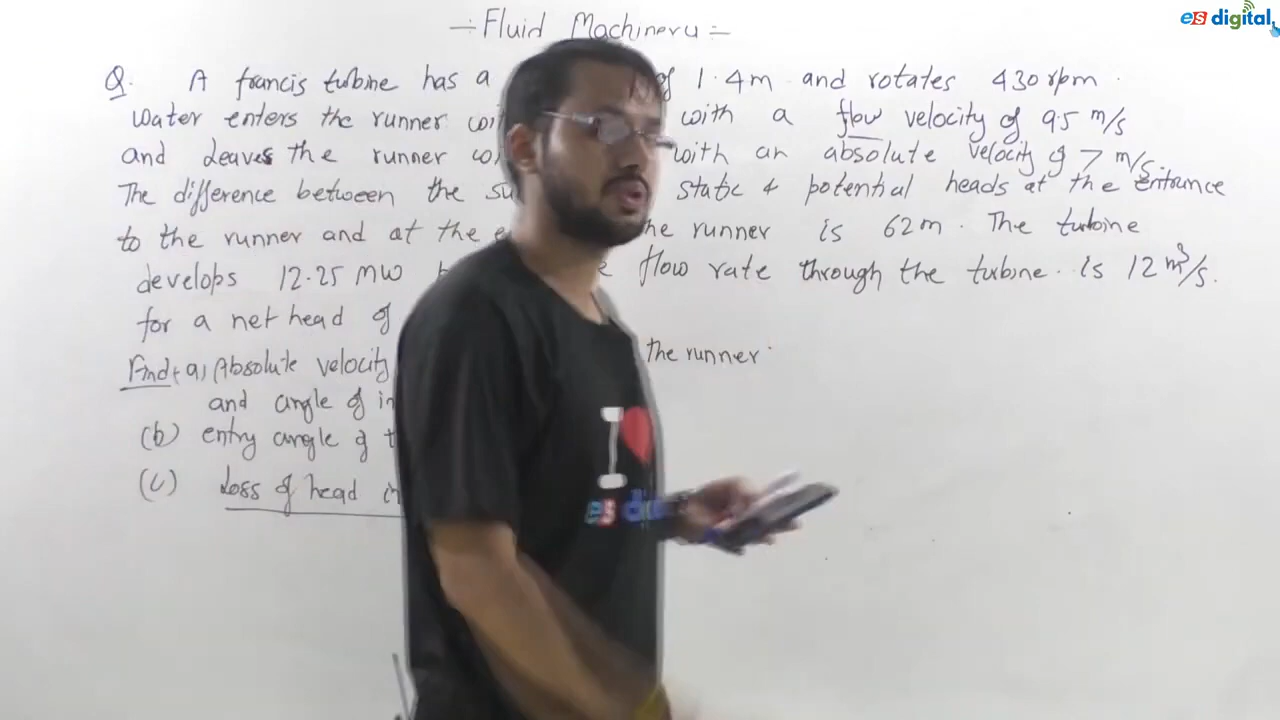 es digital
Fluid Machinery
Q. A francis turbine has a of 1.4m and rotates 430 rpm.
Water enters the runner with a flow velocity of 9.5 m/s
and leaves the runner with an absolute velocity of 7 m/s.
The difference between the static & potential heads at the entrance
to the runner and at the the runner is 62m. The turbine
develops 12.25 MW flow rate through the turbine. is 12 m³/s.
for a net head of
Find:- a, Absolute velocity the runner.
and angle of
(b) entry angle of
(c) Loss of head
I ❤
es